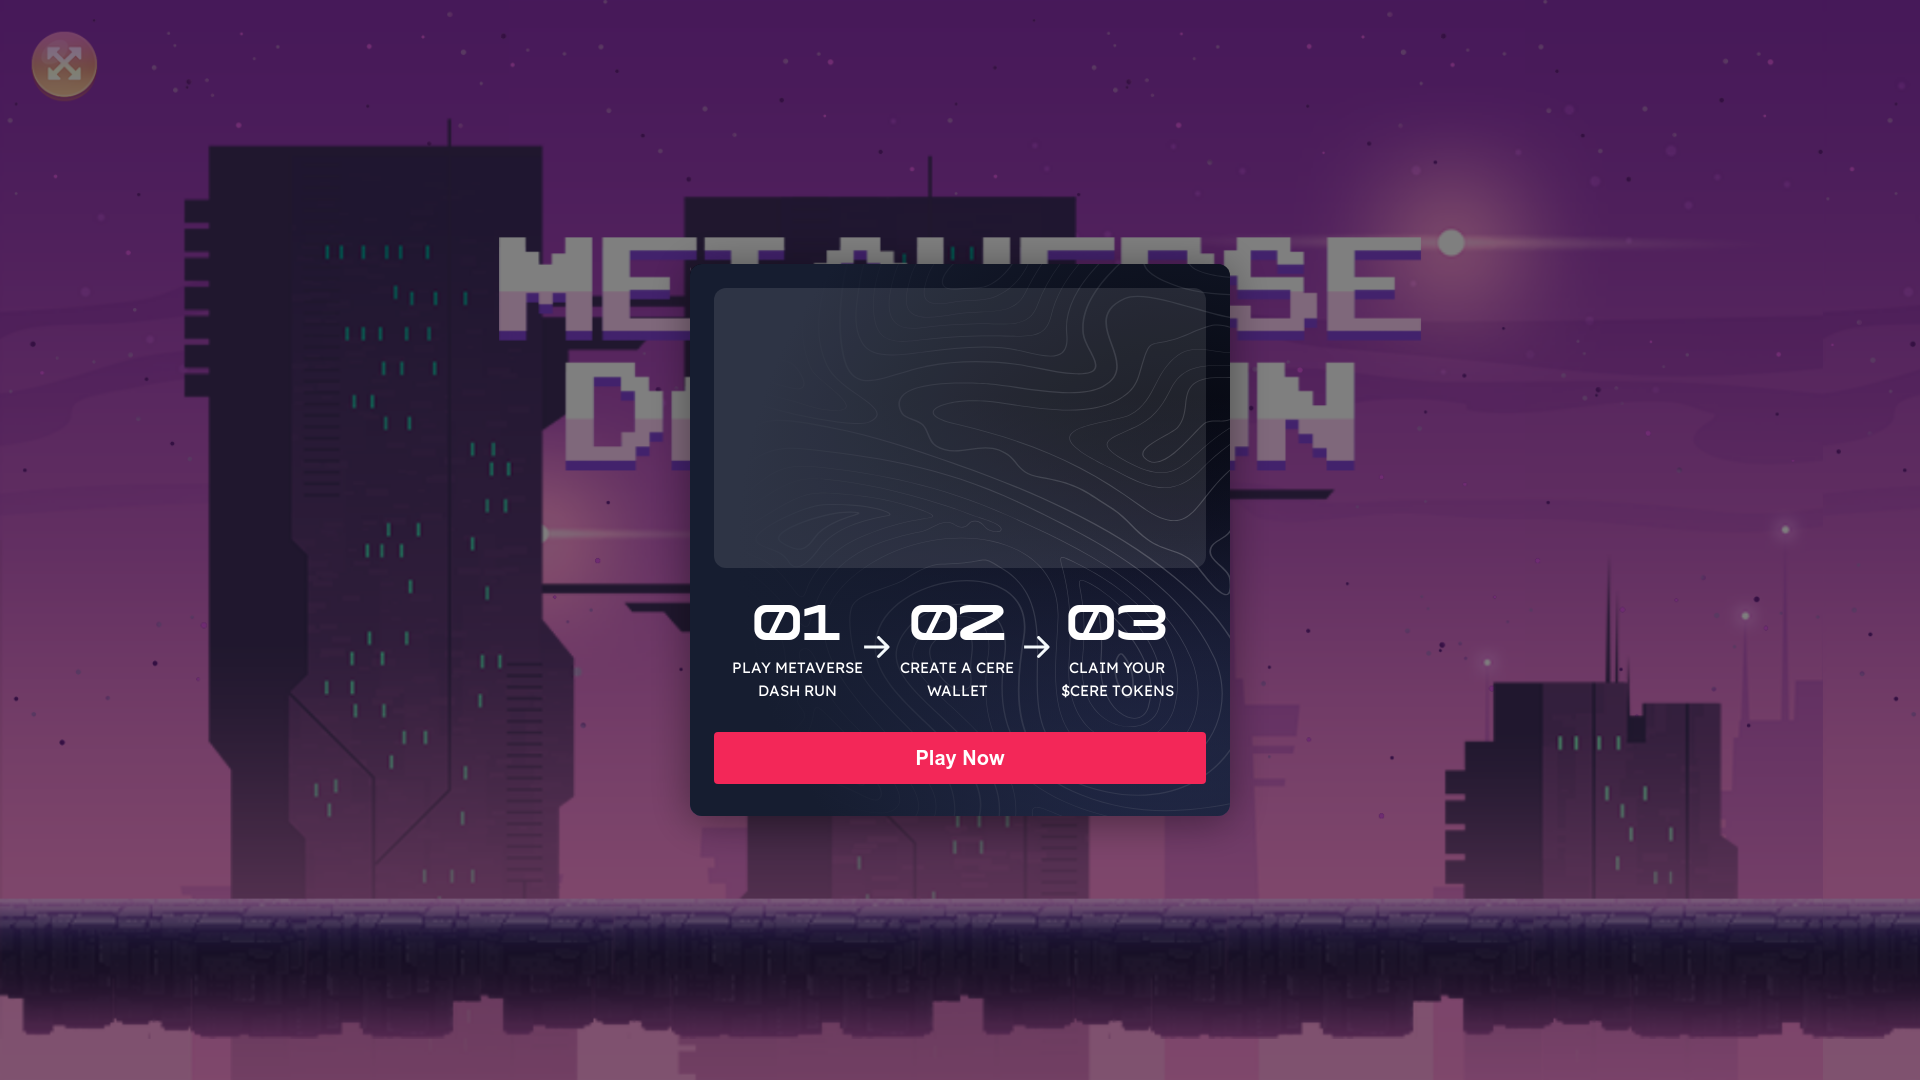 01
PLAY METAVERSE
DASH RUN
02
CREATE A CERE
WALLET
03
CLAIM YOUR
$CERE TOKENS
Play Now